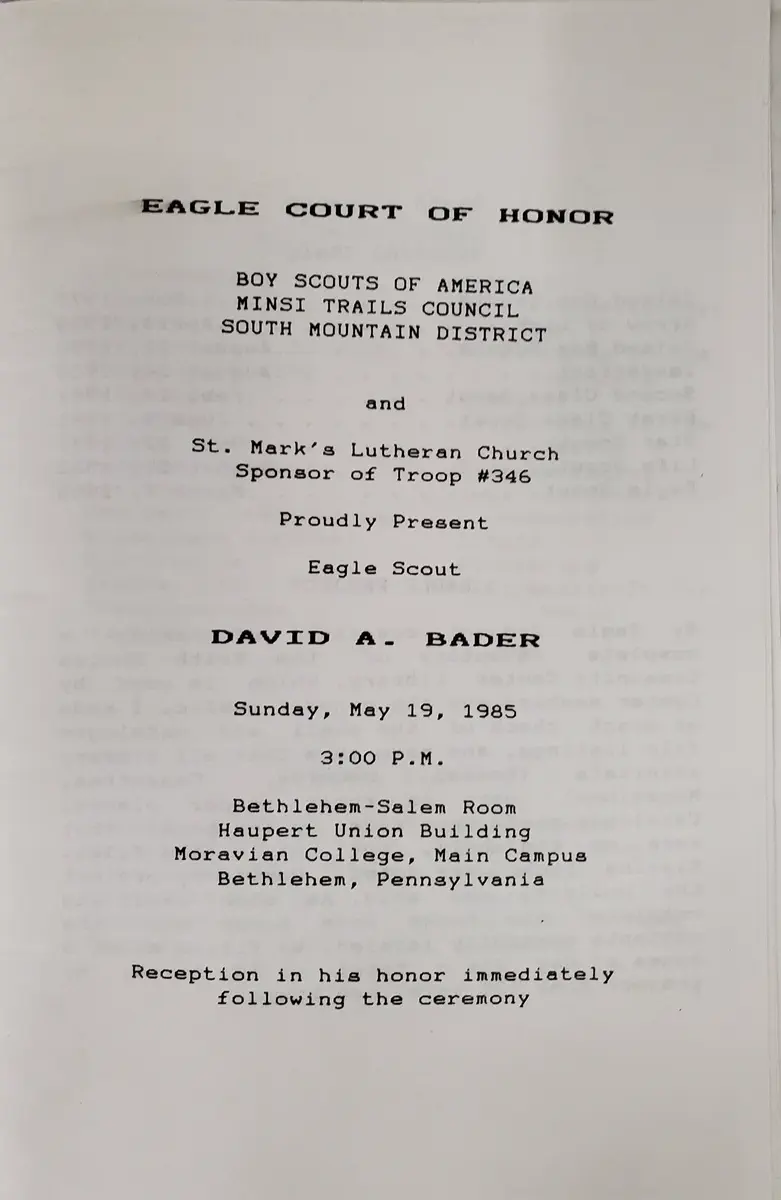 EAGLE COURT OF HONOR
BOY SCOUTS OF AMERICA
MINSI TRAILS COUNCIL
SOUTH MOUNTAIN DISTRICT
and
St. Mark's Lutheran Church
Sponsor of Troop #346
Proudly Present
Eagle Scout
DAVID A. BADER
Sunday, May 19, 1985
3:00 P.M.
Bethlehem-Salem Room
Haupert Union Building
Moravian College, Main Campus
Bethlehem, Pennsylvania
Reception in his honor immediately
following the ceremony